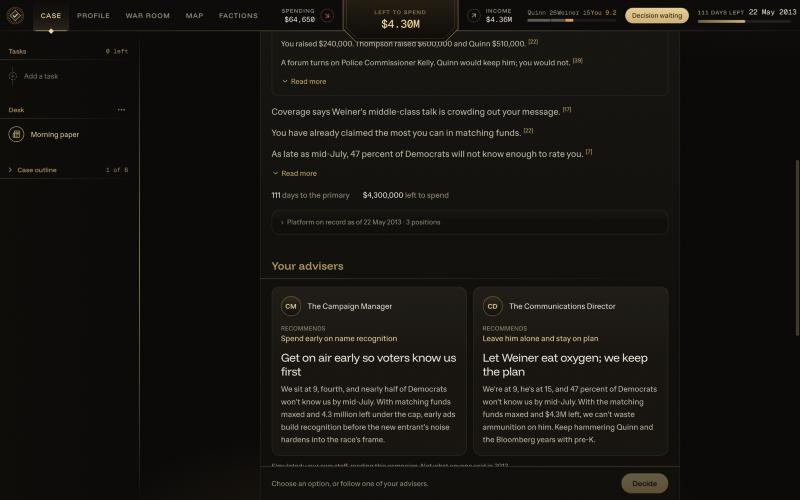 CASE PROFILE WAR ROOM MAP FACTIONS
SPENDING
$64,650
LEFT TO SPEND
$4.30M
INCOME
$4.36M
Quinn 26 Weiner 15 You 9.2
Decision waiting
111 DAYS LEFT 22 May 2013
Tasks 0 left
Add a task
Desk ...
Morning paper
Case outline 1 of 5
You raised $240,000. Thompson raised $600,000 and Quinn $510,000. [22]
A forum turns on Police Commissioner Kelly. Quinn would keep him; you would not. [39]
Read more
Coverage says Weiner's middle-class talk is crowding out your message. [17]
You have already claimed the most you can in matching funds. [22]
As late as mid-July, 47 percent of Democrats will not know enough to rate you. [7]
Read more
111 days to the primary $4,300,000 left to spend
Platform on record as of 22 May 2013 · 3 positions
Your advisers
CM The Campaign Manager
RECOMMENDS
Spend early on name recognition
Get on air early so voters know us
first
We sit at 9, fourth, and nearly half of Democrats
won't know us by mid-July. With matching funds
maxed and 4.3 million left under the cap, early ads
build recognition before the new entrant's noise
hardens into the race's frame.
CD The Communications Director
RECOMMENDS
Leave him alone and stay on plan
Let Weiner eat oxygen; we keep
the plan
We're at 9, he's at 15, and 47 percent of Democrats
won't know us by mid-July. With the matching
funds maxed and $4.3M left, we can't waste
ammunition on him. Keep hammering Quinn and
the Bloomberg years with pre-K.
Choose an option, or follow one of your advisers.
Decide